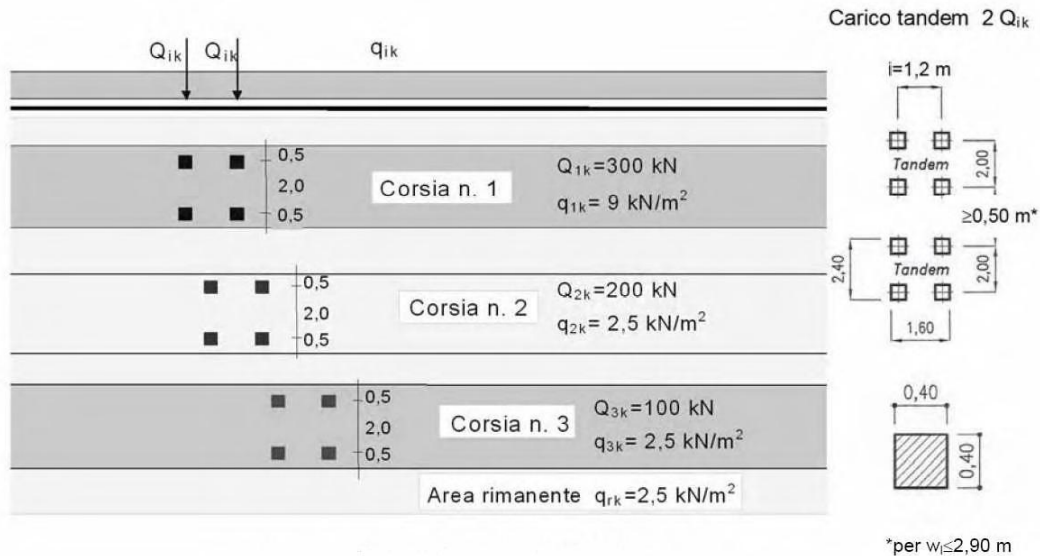 Carico tandem 2 Qik
Qik Qik qik
i=1,2 m
0,5
2,0
0,5
Corsia n. 1
Q1k=300 kN
q1k= 9 kN/m²
Tandem
2,00
≥0,50 m*
0,5
2,0
0,5
Corsia n. 2
Q2k=200 kN
q2k= 2,5 kN/m²
2,40
Tandem
2,00
1,60
0,5
2,0
0,5
Corsia n. 3
Q3k=100 kN
q3k= 2,5 kN/m²
0,40
0,40
Area rimanente qrk=2,5 kN/m²
*per wl≤2,90 m